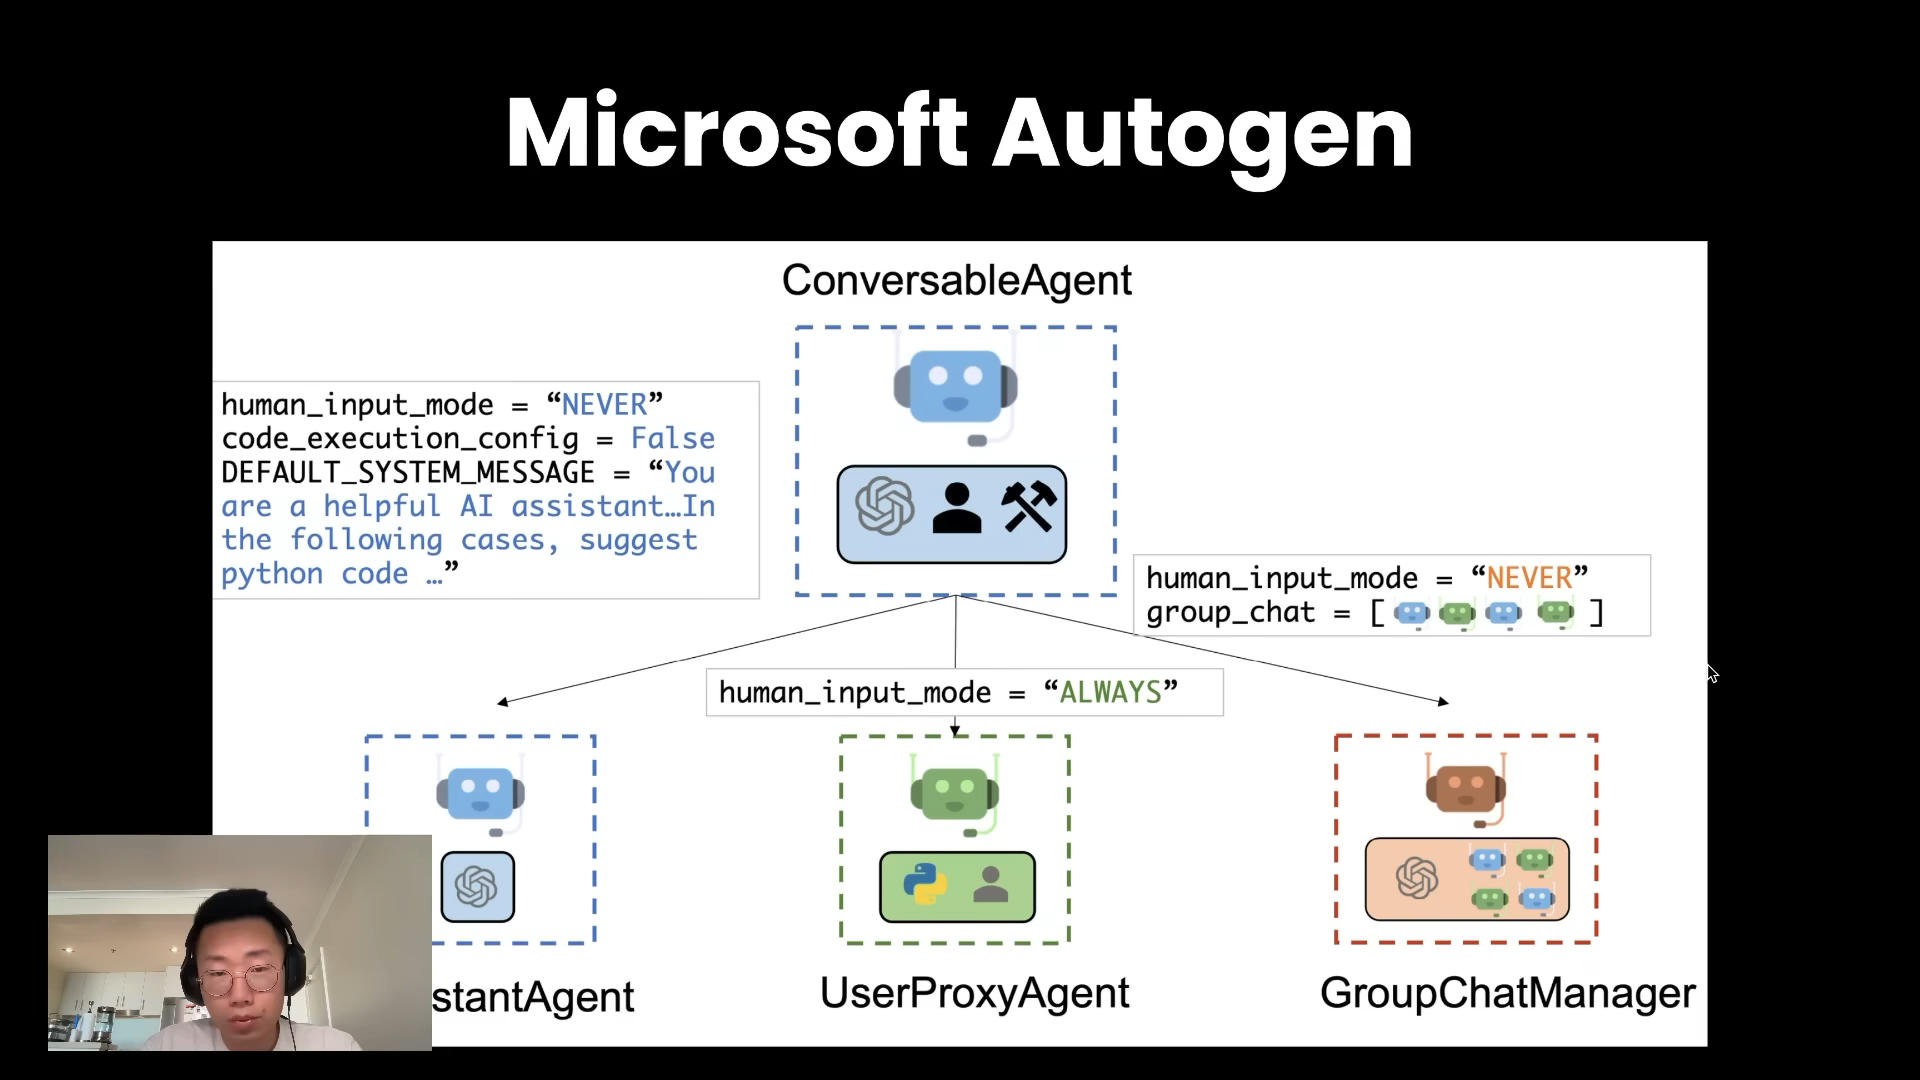 Microsoft Autogen
ConversableAgent
human_input_mode = “NEVER”
code_execution_config = False
DEFAULT_SYSTEM_MESSAGE = “You
are a helpful AI assistant…In
the following cases, suggest
python code …”
human_input_mode = “NEVER”
group_chat = [ ]
human_input_mode = “ALWAYS”
stantAgent
UserProxyAgent
GroupChatManager